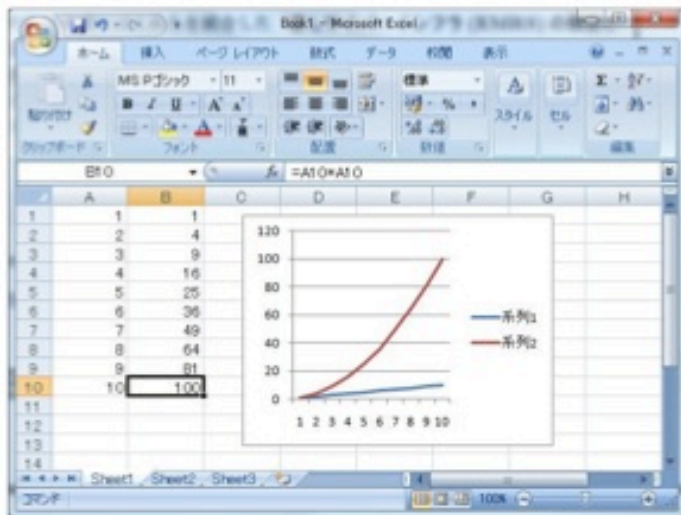 Book1 - Microsoft Excel
ホーム 挿入 ページ レイアウト 数式 データ 校閲 表示
MS Pゴシック 11 標準
B I U A A % スタイル セル
貼り付け
クリップボード フォント 配置 数値 編集
B10 fx =A10*A10
A B C D E F G H
1 1 1
2 2 4
3 3 9
4 4 16
5 5 25
6 6 36
7 7 49
8 8 64
9 9 81
10 10 100
11
12
13
14
120
100
80
60
40
20
0
1 2 3 4 5 6 7 8 9 10
系列1
系列2
Sheet1 Sheet2 Sheet3
コマンド 100%